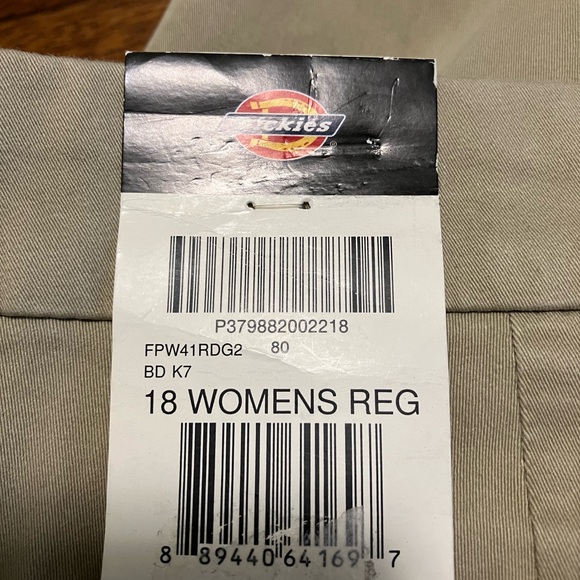 Dickies
P379882002218
FPW41RDG2 80
BD K7
18 WOMENS REG
8 89440 64169 7